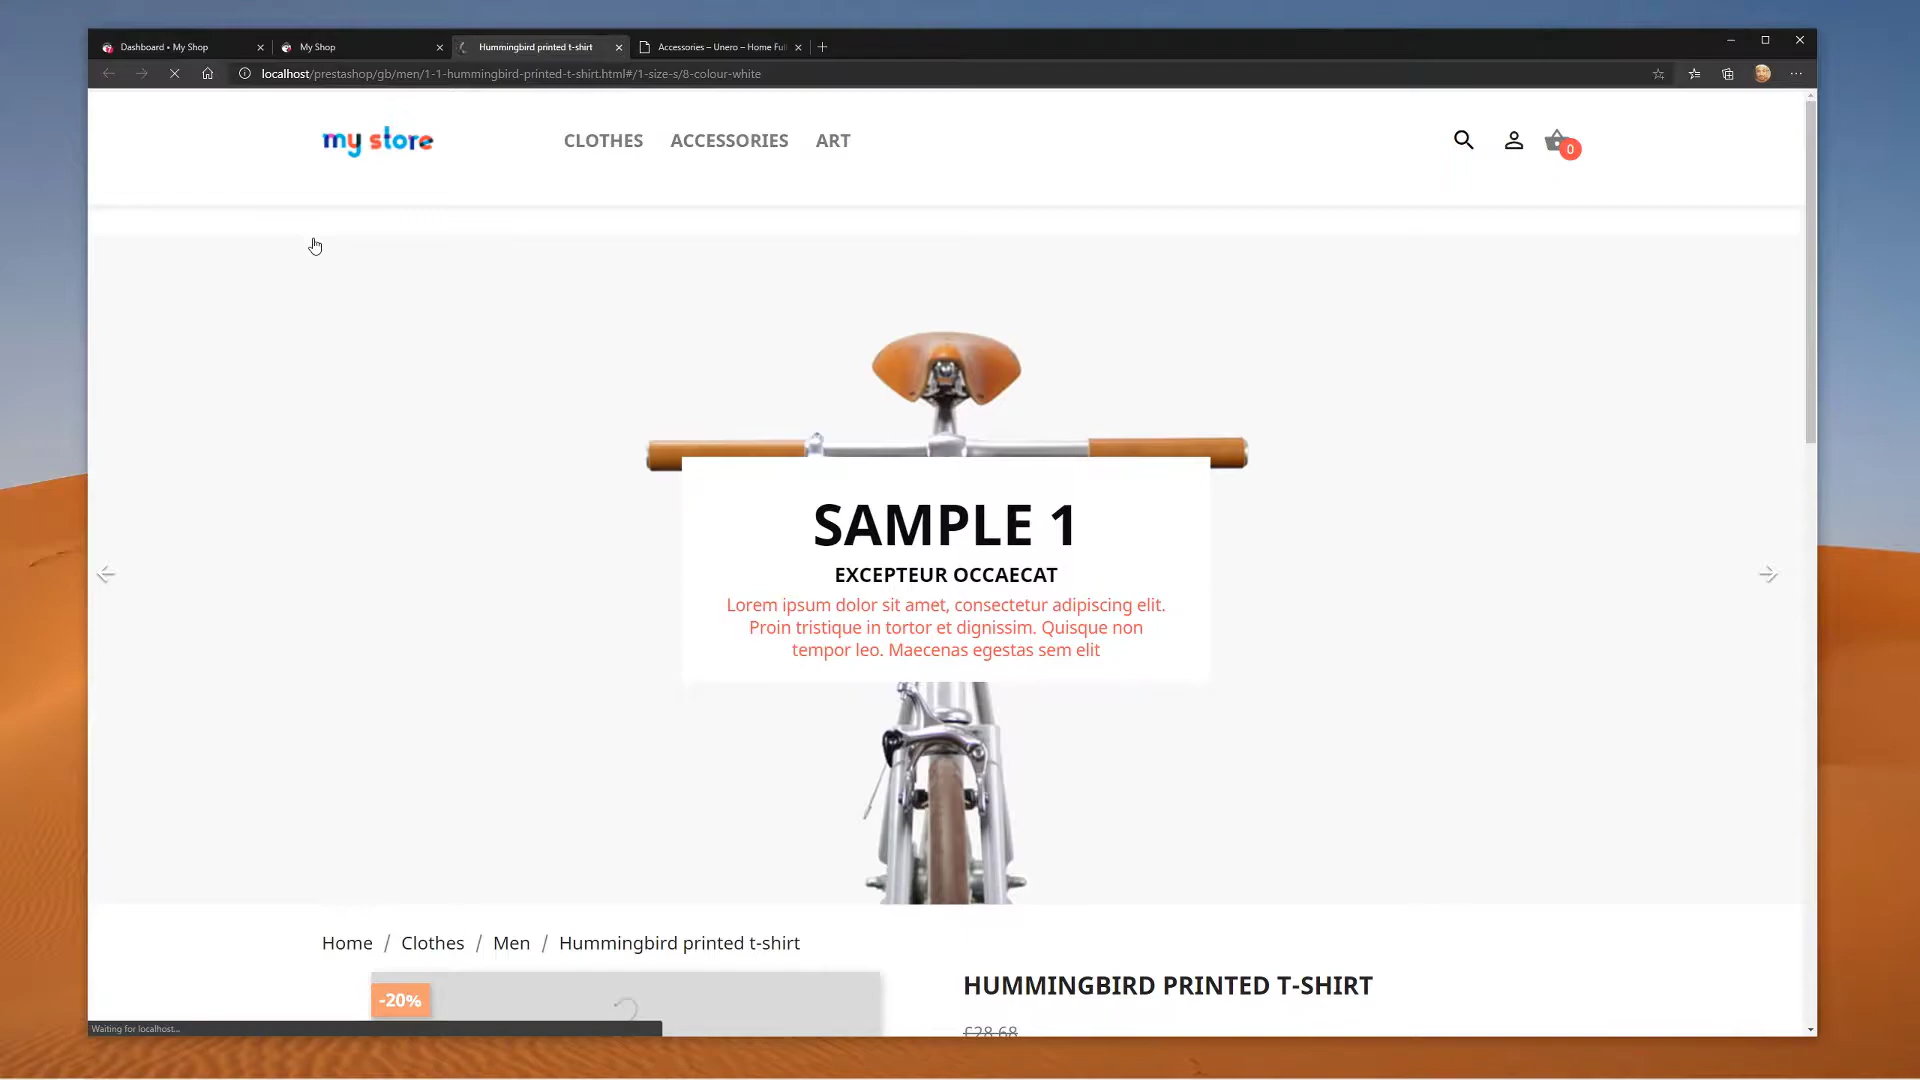 Dashboard • My Shop
My Shop
Hummingbird printed t-shirt
Accessories – Unero – Home Ful
localhost/prestashop/gb/men/1-1-hummingbird-printed-t-shirt.html#/1-size-s/8-colour-white
my store
CLOTHES
ACCESSORIES
ART
0
SAMPLE 1
EXCEPTEUR OCCAECAT
Lorem ipsum dolor sit amet, consectetur adipiscing elit.
Proin tristique in tortor et dignissim. Quisque non
tempor leo. Maecenas egestas sem elit
Home / Clothes / Men / Hummingbird printed t-shirt
-20%
HUMMINGBIRD PRINTED T-SHIRT
£28.68
Waiting for localhost...